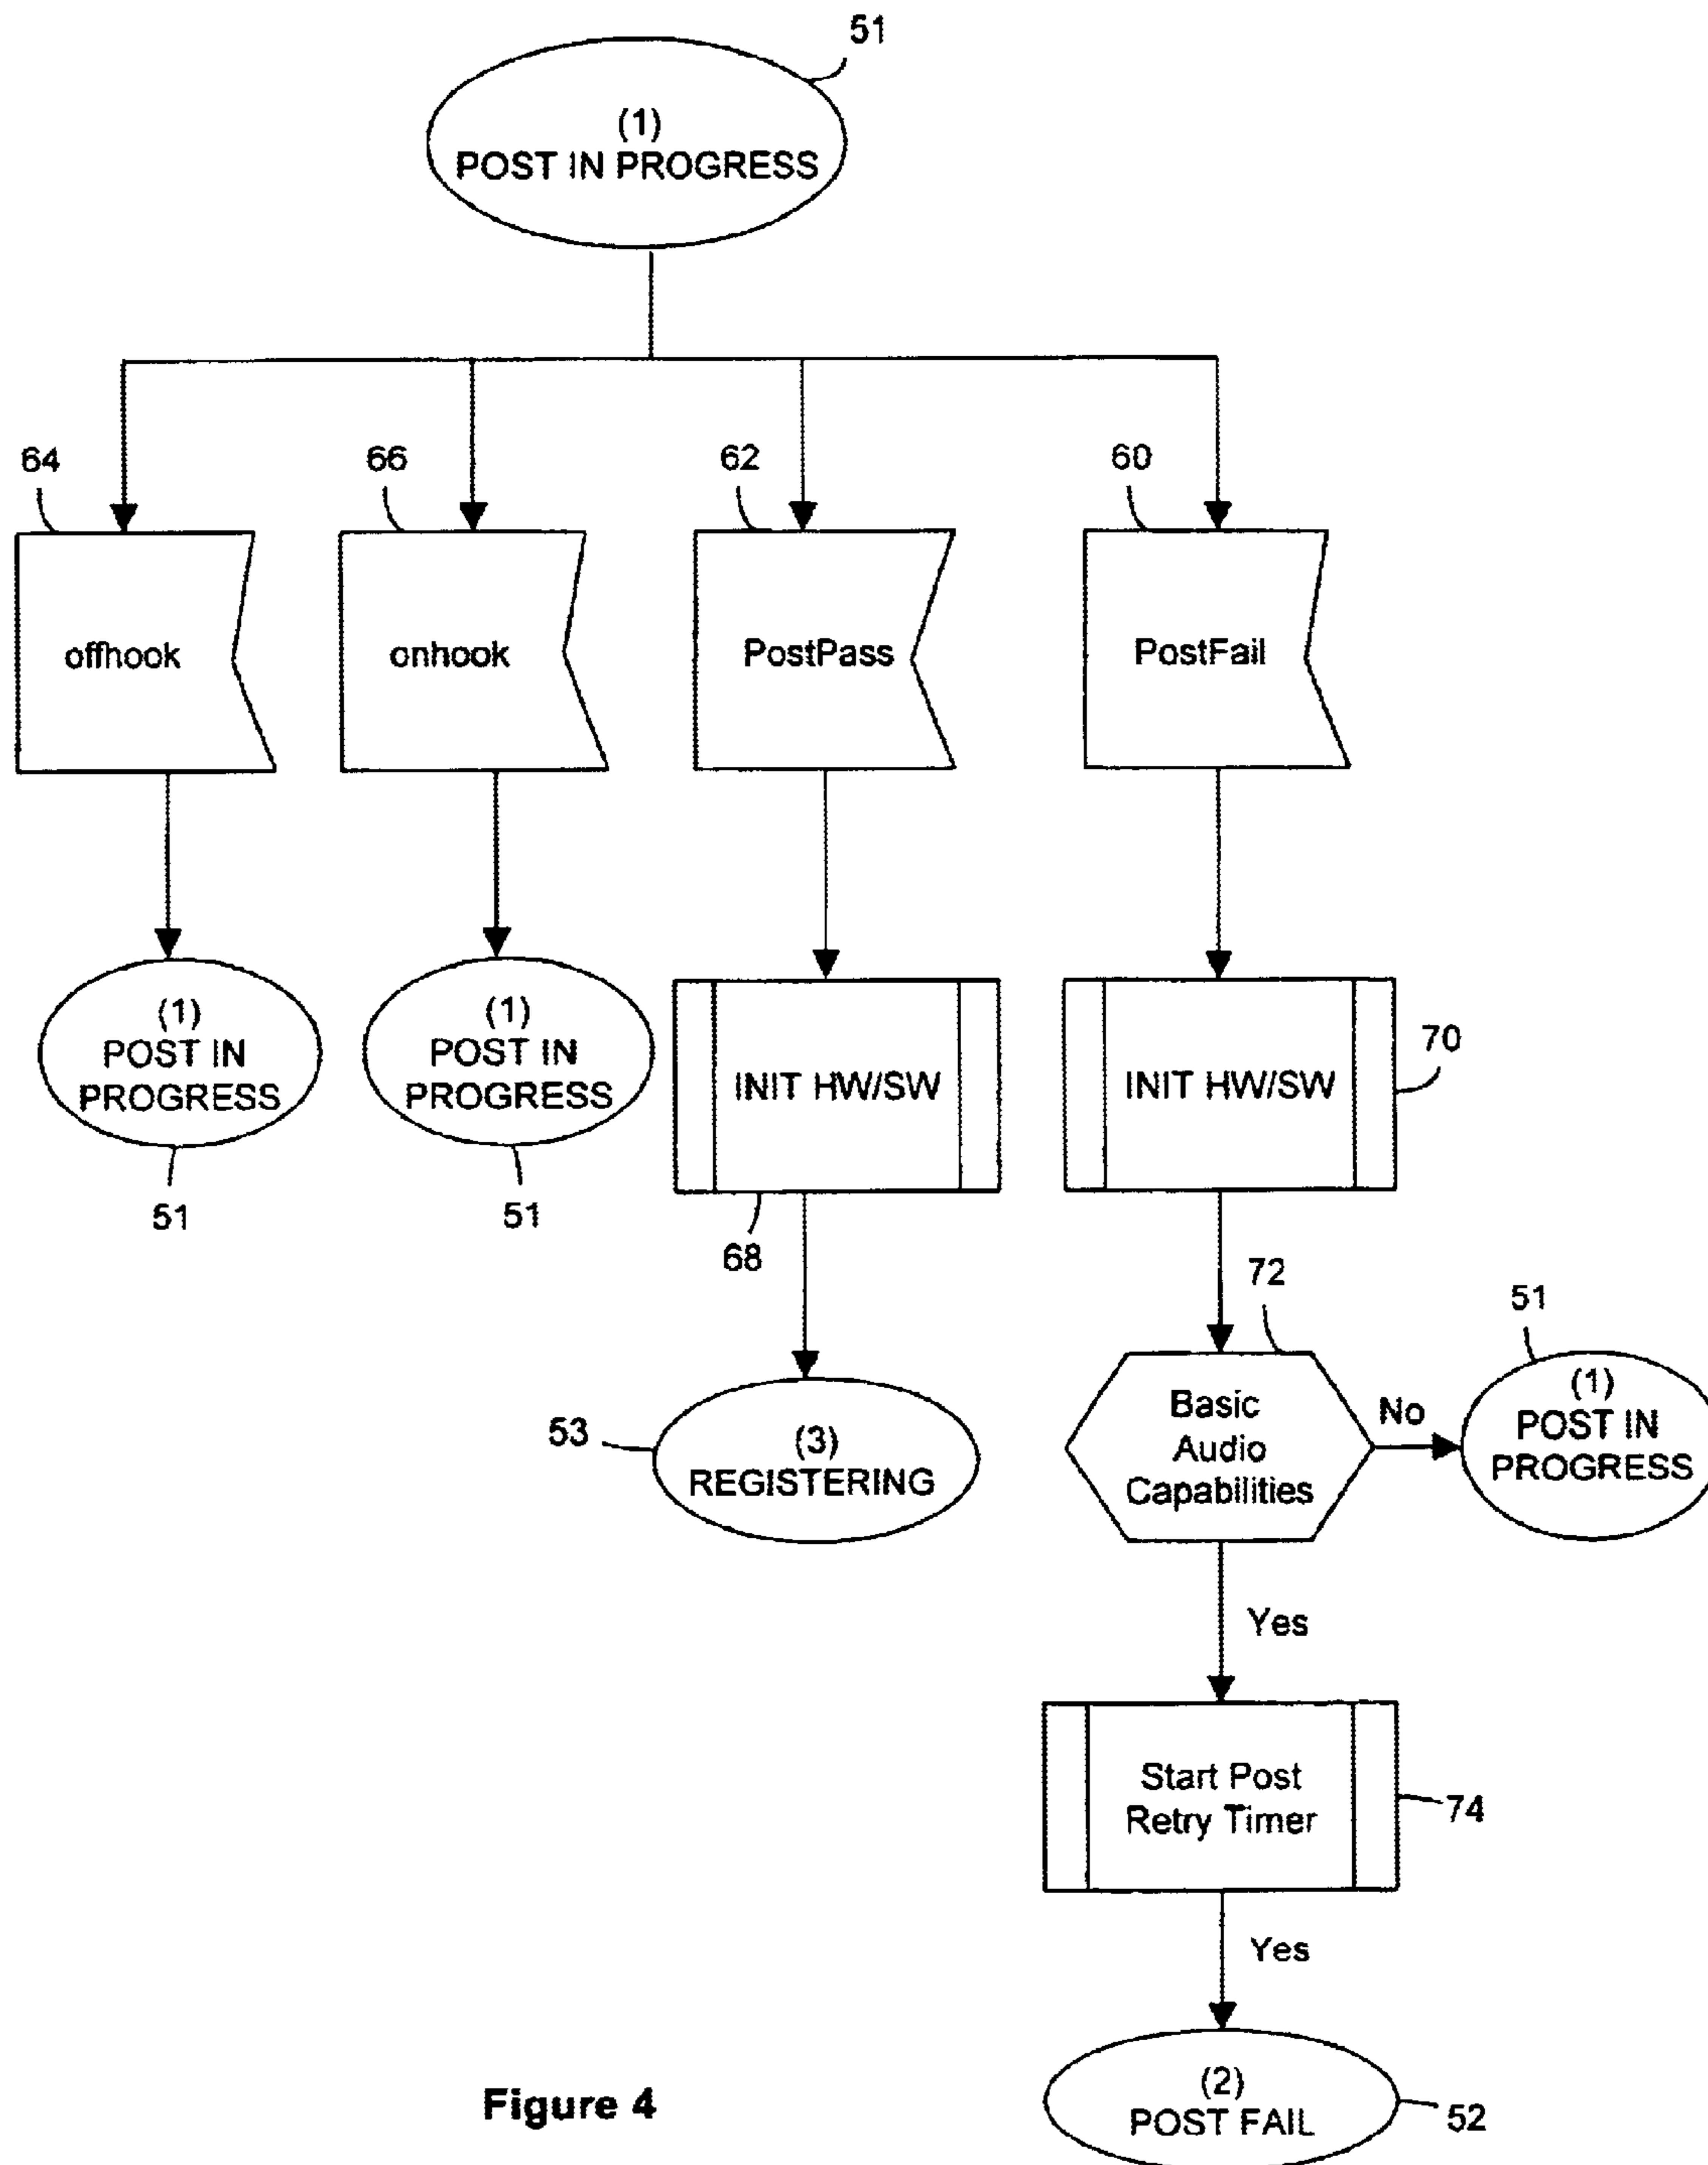 51
(1)
POST IN PROGRESS
64
66
62
60
offhook
onhook
PostPass
PostFail
(1)
POST IN
PROGRESS
51
(1)
POST IN
PROGRESS
51
INIT HW/SW
68
INIT HW/SW
70
72
51
53
(3)
REGISTERING
Basic
Audio
Capabilities
No
(1)
POST IN
PROGRESS
Yes
Start Post
Retry Timer
74
Yes
(2)
POST FAIL
52
Figure 4